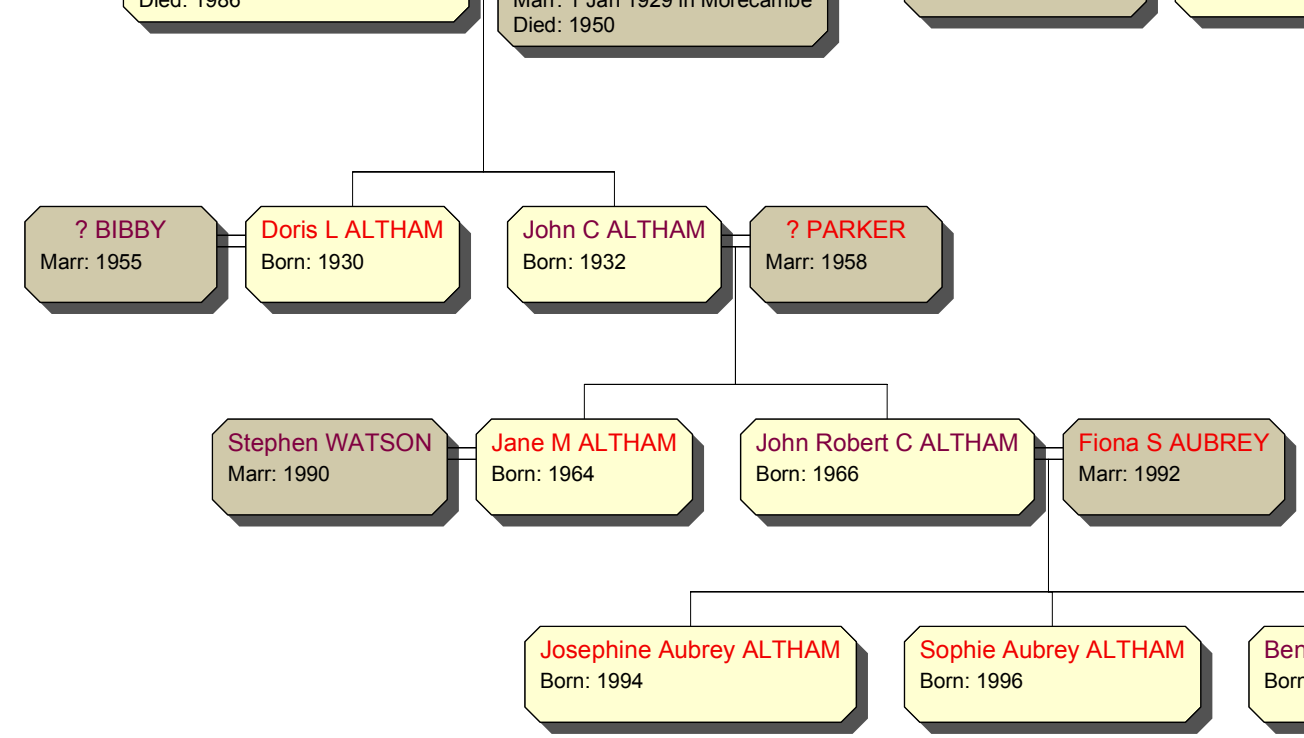 Died: 1986
Marr: 1 Jan 1929 in Morecambe
Died: 1950
? BIBBY
Marr: 1955
Doris L ALTHAM
Born: 1930
John C ALTHAM
Born: 1932
? PARKER
Marr: 1958
Stephen WATSON
Marr: 1990
Jane M ALTHAM
Born: 1964
John Robert C ALTHAM
Born: 1966
Fiona S AUBREY
Marr: 1992
Josephine Aubrey ALTHAM
Born: 1994
Sophie Aubrey ALTHAM
Born: 1996
Ben
Born